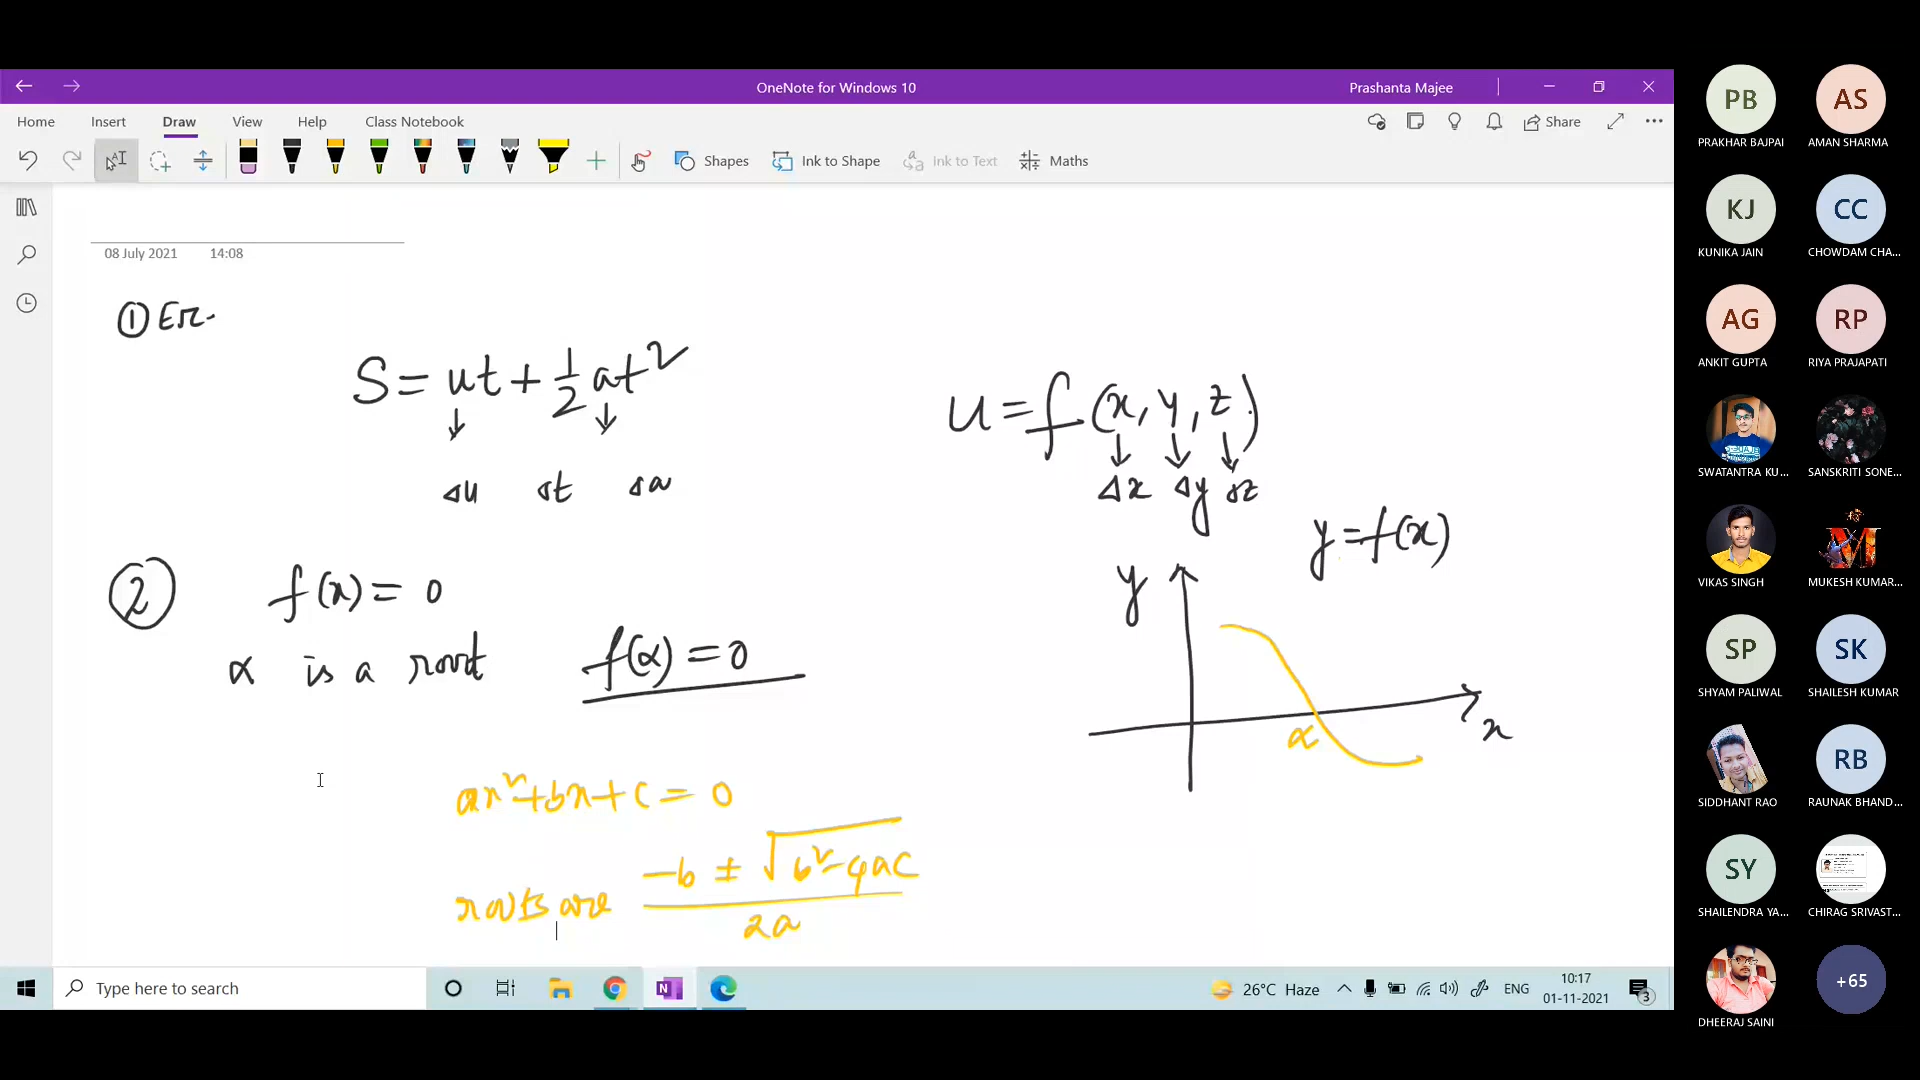 OneNote for Windows 10
Prashanta Majee
Home Insert Draw View Help Class Notebook
Share
Shapes Ink to Shape Ink to Text Maths
08 July 2021 14:08
① Er.
S = ut + 1/2 at²
↓ ↓
Δu Δt Δa
u = f(x, y, z)
↓ ↓ ↓
Δx Δy Δz
y = f(x)
y
x
α
② f(x) = 0
α is a root f(α) = 0
ax² + bx + c = 0
roots are (-b ± √(b² - 4ac)) / 2a
Type here to search
26°C Haze
ENG
10:17
01-11-2021
3
PB AS
PRAKHAR BAJPAI AMAN SHARMA
KJ CC
KUNIKA JAIN CHOWDAM CHA...
AG RP
ANKIT GUPTA RIYA PRAJAPATI
SWATANTRA KU... SANSKRITI SONE...
VIKAS SINGH MUKESH KUMAR...
SP SK
SHYAM PALIWAL SHAILESH KUMAR
RB
SIDDHANT RAO RAUNAK BHAND...
SY
SHAILENDRA YA... CHIRAG SRIVAST...
+65
DHEERAJ SAINI